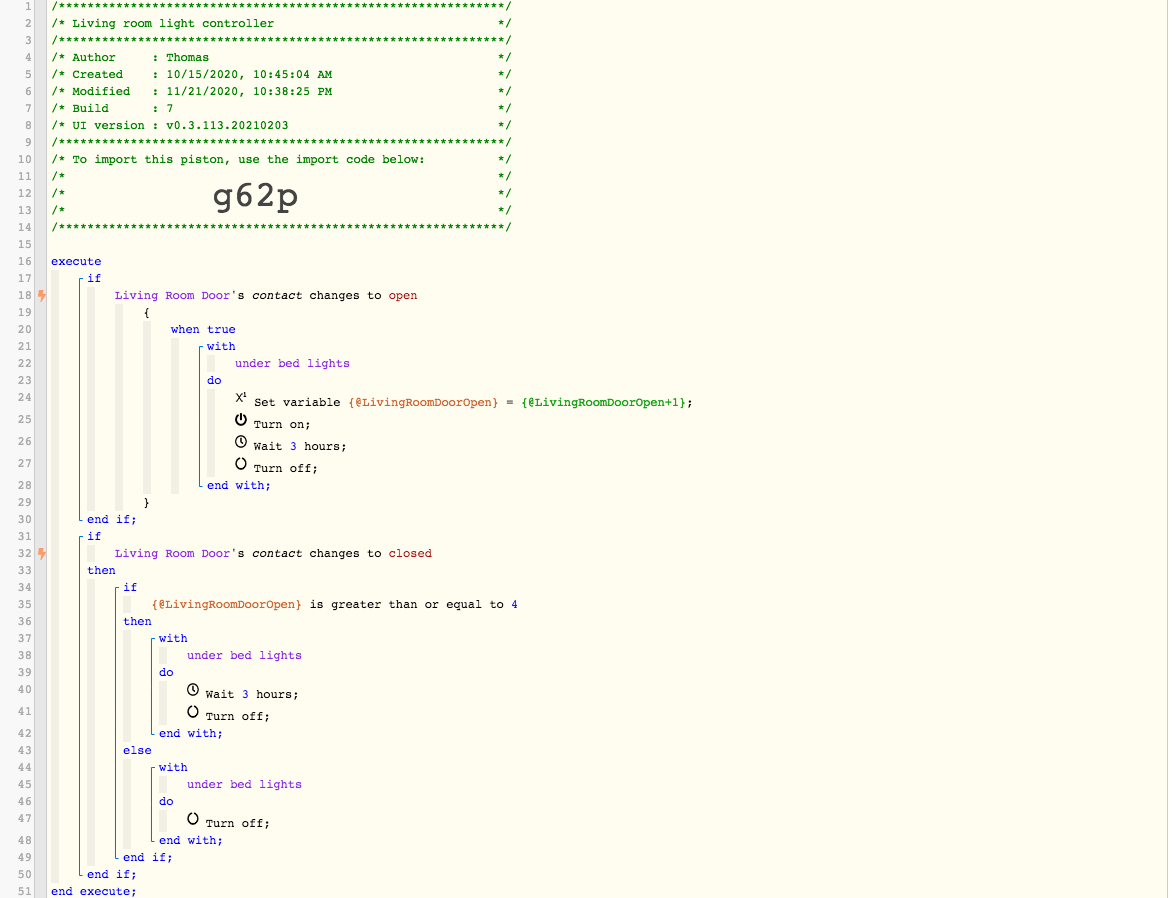 1 /**************************************************************/
2 /* Living room light controller
3 /**************************************************************/
4 /* Author : Thomas */
5 /* Created : 10/15/2020, 10:45:04 AM */
6 /* Modified : 11/21/2020, 10:38:25 PM */
7 /* Build : 7 */
8 /* UI version : v0.3.113.20210203 */
9 /**************************************************************/
10 /* To import this piston, use the import code below: */
11 /* */
12 /* g62p */
13 /* */
14 /**************************************************************/
15
16 execute
17 if
18 Living Room Door's contact changes to open
19 {
20 when true
21 with
22 under bed lights
23 do
24 Set variable {@LivingRoomDoorOpen} = {@LivingRoomDoorOpen+1};
25 Turn on;
26 Wait 3 hours;
27 Turn off;
28 end with;
29 }
30 end if;
31 if
32 Living Room Door's contact changes to closed
33 then
34 if
35 {@LivingRoomDoorOpen} is greater than or equal to 4
36 then
37 with
38 under bed lights
39 do
40 Wait 3 hours;
41 Turn off;
42 end with;
43 else
44 with
45 under bed lights
46 do
47 Turn off;
48 end with;
49 end if;
50 end if;
51 end execute;